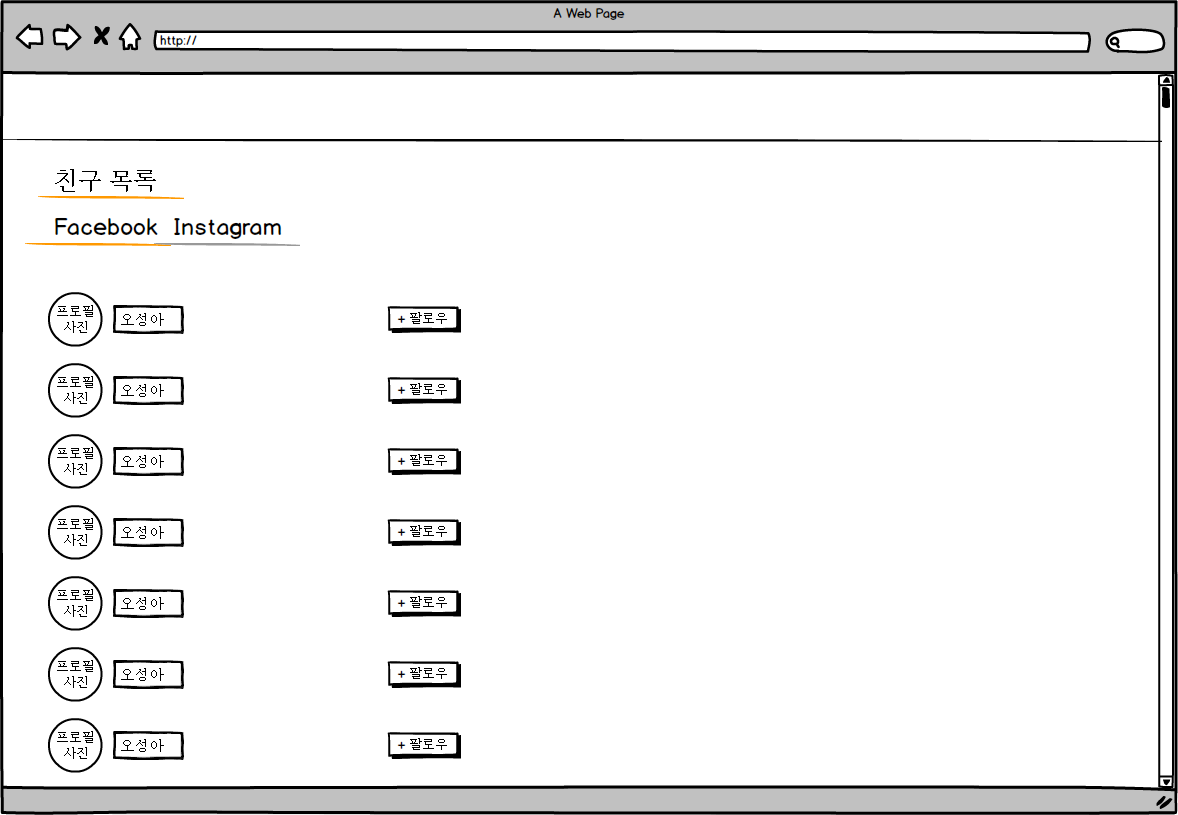 A Web Page
http://
친구 목록
Facebook Instagram
프로필
사진
오성아
+ 팔로우
프로필
사진
오성아
+ 팔로우
프로필
사진
오성아
+ 팔로우
프로필
사진
오성아
+ 팔로우
프로필
사진
오성아
+ 팔로우
프로필
사진
오성아
+ 팔로우
프로필
사진
오성아
+ 팔로우